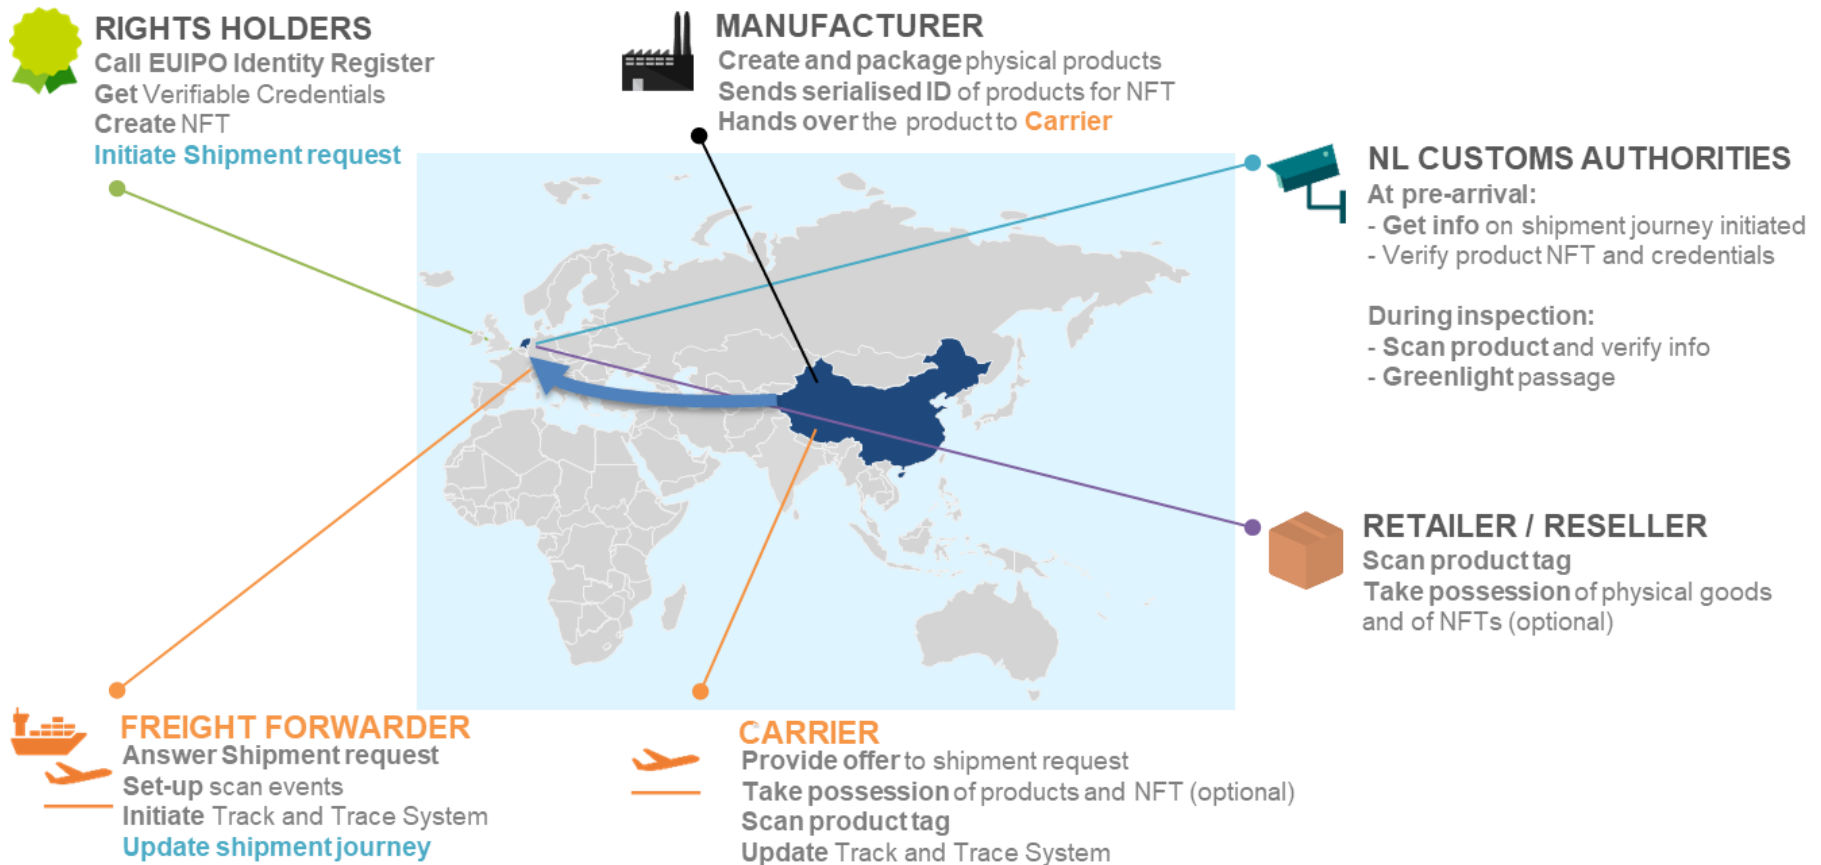 RIGHTS HOLDERS
Call EUIPO Identity Register
Get Verifiable Credentials
Create NFT
Initiate Shipment request
MANUFACTURER
Create and package physical products
Sends serialised ID of products for NFT
Hands over the product to Carrier
NL CUSTOMS AUTHORITIES
At pre-arrival:
- Get info on shipment journey initiated
- Verify product NFT and credentials
During inspection:
- Scan product and verify info
- Greenlight passage
RETAILER / RESELLER
Scan product tag
Take possession of physical goods
and of NFTs (optional)
FREIGHT FORWARDER
Answer Shipment request
Set-up scan events
Initiate Track and Trace System
Update shipment journey
CARRIER
Provide offer to shipment request
Take possession of products and NFT (optional)
Scan product tag
Update Track and Trace System